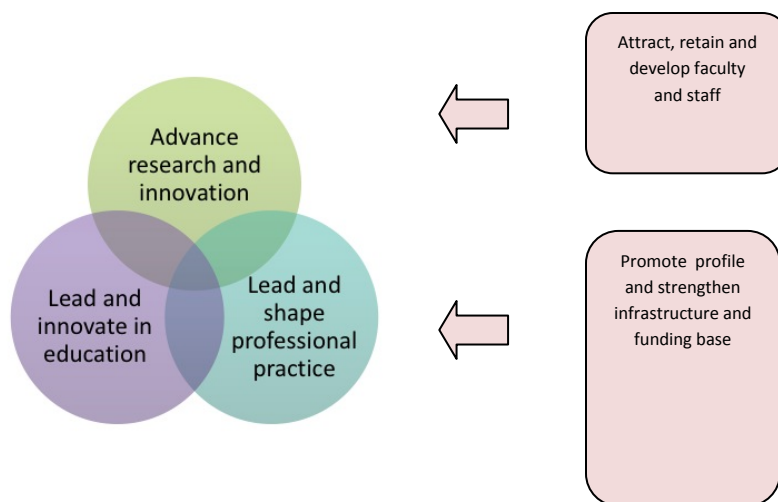 Advance
research and
innovation
Lead and
innovate in
education
Lead and
shape
professional
practice
Attract, retain and
develop faculty
and staff
Promote profile
and strengthen
infrastructure and
funding base